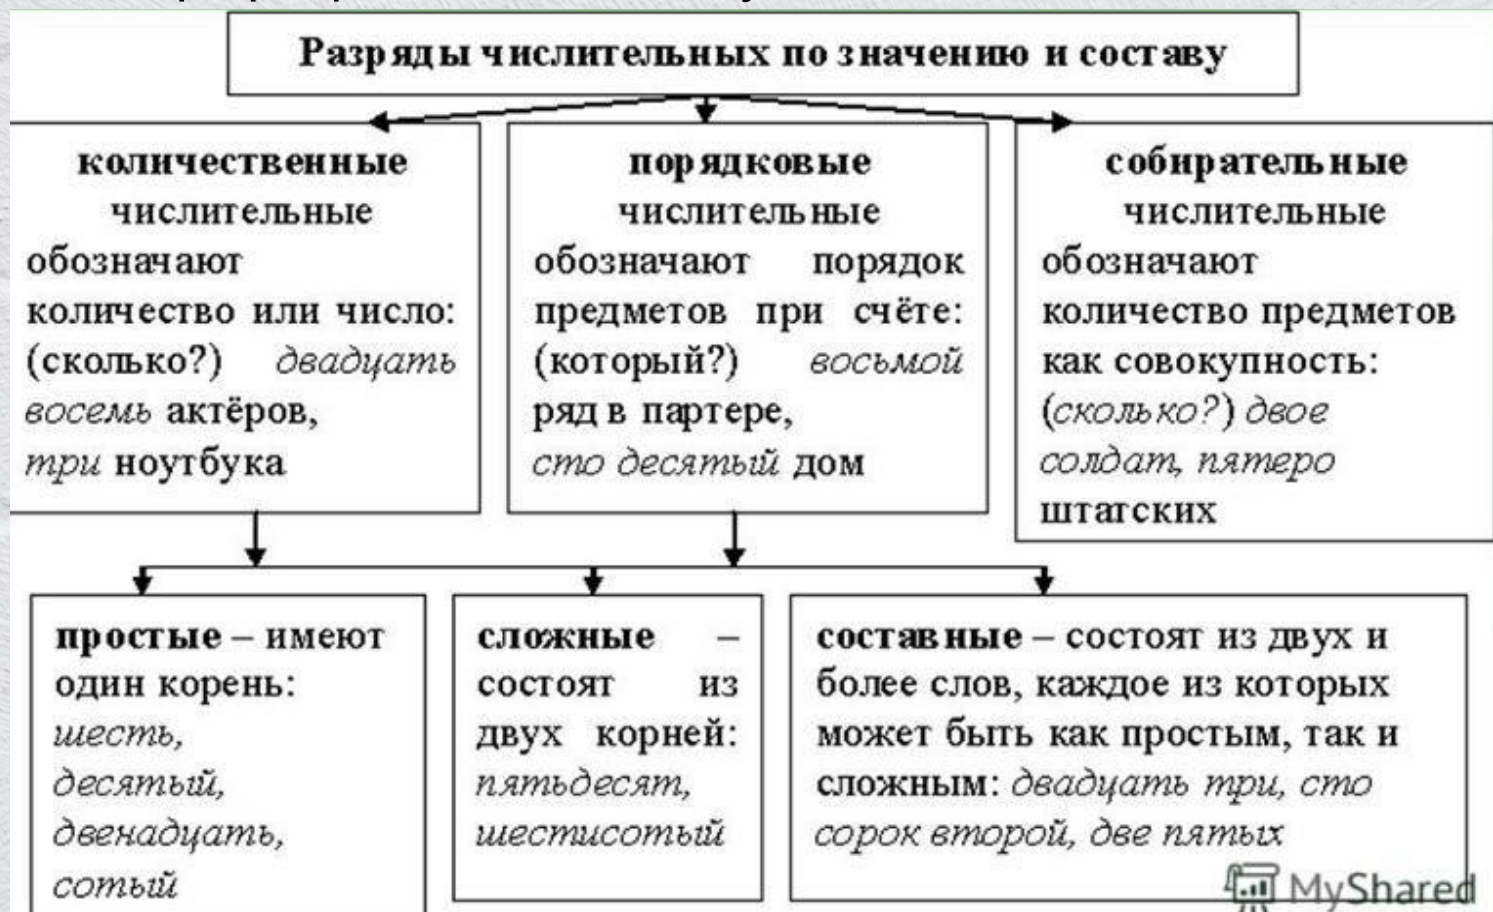 Разряды числительных по значению и составу
количественные
числительные
обозначают
количество или число:
(сколько?) двадцать
восемь актёров,
три ноутбука
порядковые
числительные
обозначают порядок
предметов при счёте:
(который?) восьмой
ряд в партере,
сто десятый дом
собирательные
числительные
обозначают
количество предметов
как совокупность:
(сколько?) двое
солдат, пятеро
штатских
простые – имеют
один корень:
шесть,
десятый,
двенадцать,
сотый
сложные –
состоят из
двух корней:
пятьдесят,
шестисотый
составные – состоят из двух и
более слов, каждое из которых
может быть как простым, так и
сложным: двадцать три, сто
сорок второй, две пятых
MyShared